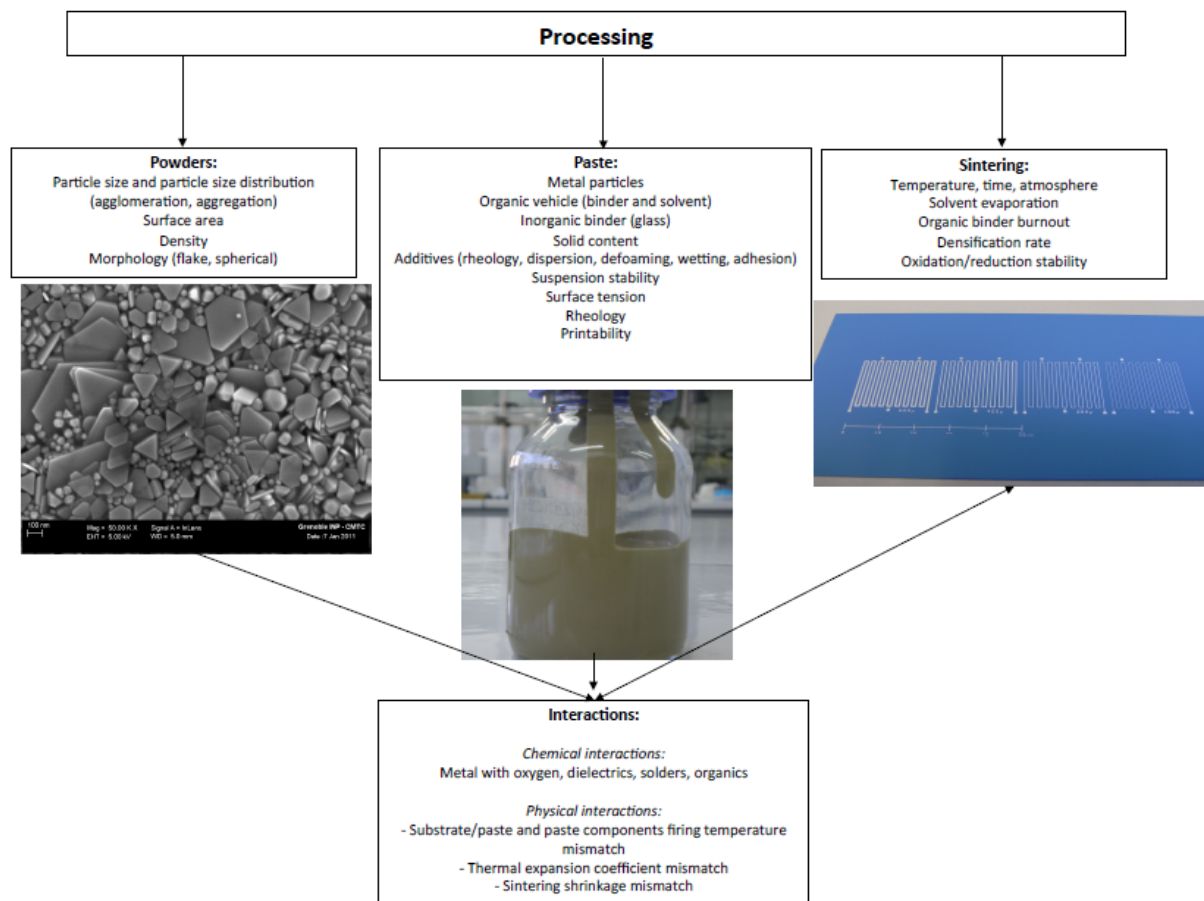 Processing
Powders:
Particle size and particle size distribution
(agglomeration, aggregation)
Surface area
Density
Morphology (flake, spherical)
Paste:
Metal particles
Organic vehicle (binder and solvent)
Inorganic binder (glass)
Solid content
Additives (rheology, dispersion, defoaming, wetting, adhesion)
Suspension stability
Surface tension
Rheology
Printability
Sintering:
Temperature, time, atmosphere
Solvent evaporation
Organic binder burnout
Densification rate
Oxidation/reduction stability
100 nm
Mag = 50.00 K X
Signal A = InLens
Grenoble INP - CMTC
EHT = 5.00 kV
WD = 5.0 mm
Date :7 Jan 2011
Interactions:
Chemical interactions:
Metal with oxygen, dielectrics, solders, organics
Physical interactions:
- Substrate/paste and paste components firing temperature
mismatch
- Thermal expansion coefficient mismatch
- Sintering shrinkage mismatch